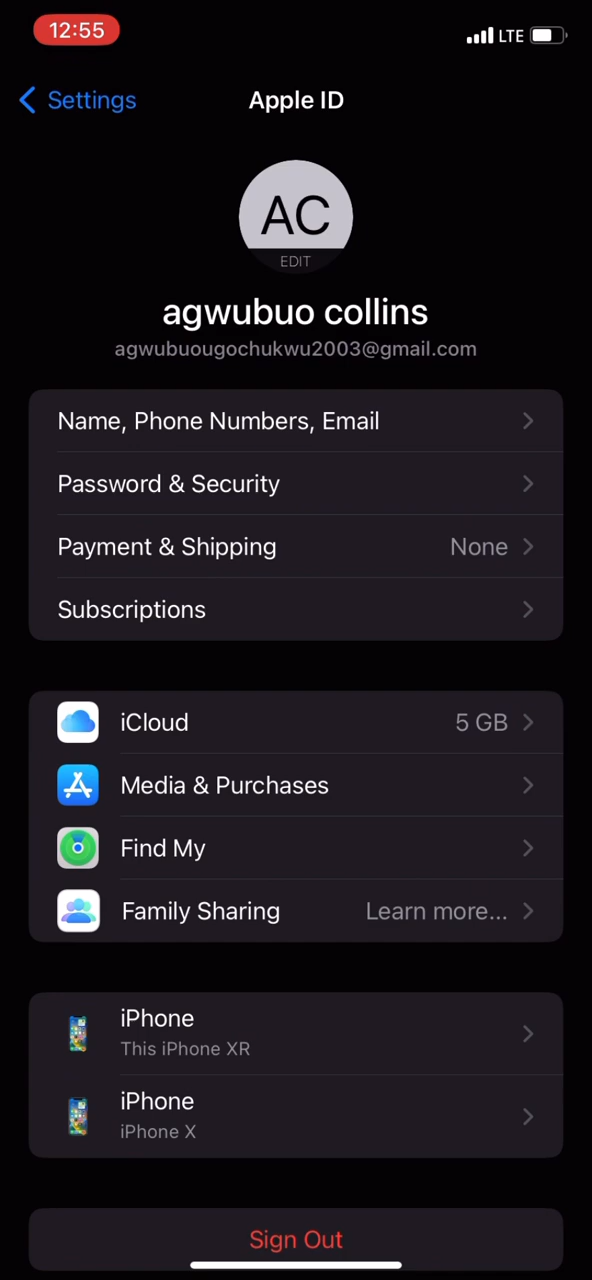 12:55
LTE
Settings
Apple ID
AC
EDIT
agwubuo collins
agwubuougochukwu2003@gmail.com
Name, Phone Numbers, Email
Password & Security
Payment & Shipping None
Subscriptions
iCloud 5 GB
Media & Purchases
Find My
Family Sharing Learn more...
iPhone
This iPhone XR
iPhone
iPhone X
Sign Out